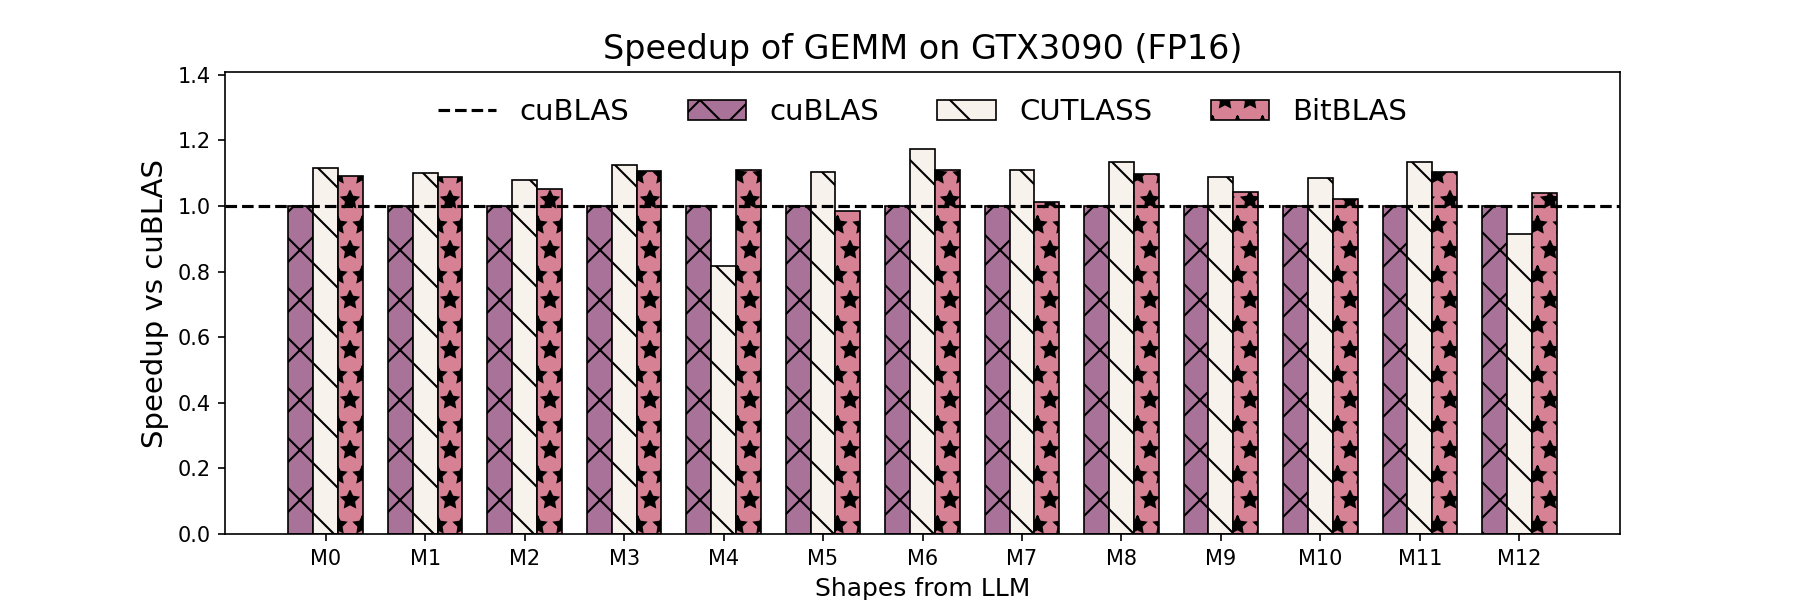 Speedup of GEMM on GTX3090 (FP16)
cuBLAS cuBLAS CUTLASS BitBLAS
Speedup vs cuBLAS
1.4
1.2
1.0
0.8
0.6
0.4
0.2
0.0
M0 M1 M2 M3 M4 M5 M6 M7 M8 M9 M10 M11 M12
Shapes from LLM